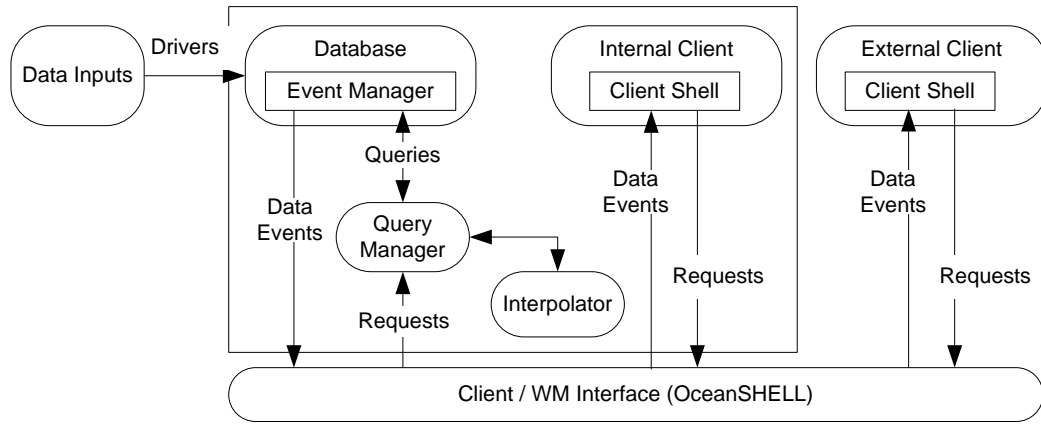 Drivers
Data Inputs
Database
Event Manager
Internal Client
Client Shell
External Client
Client Shell
Queries
Data
Events
Query
Manager
Interpolator
Requests
Data
Events
Requests
Data
Events
Requests
Client / WM Interface (OceanSHELL)